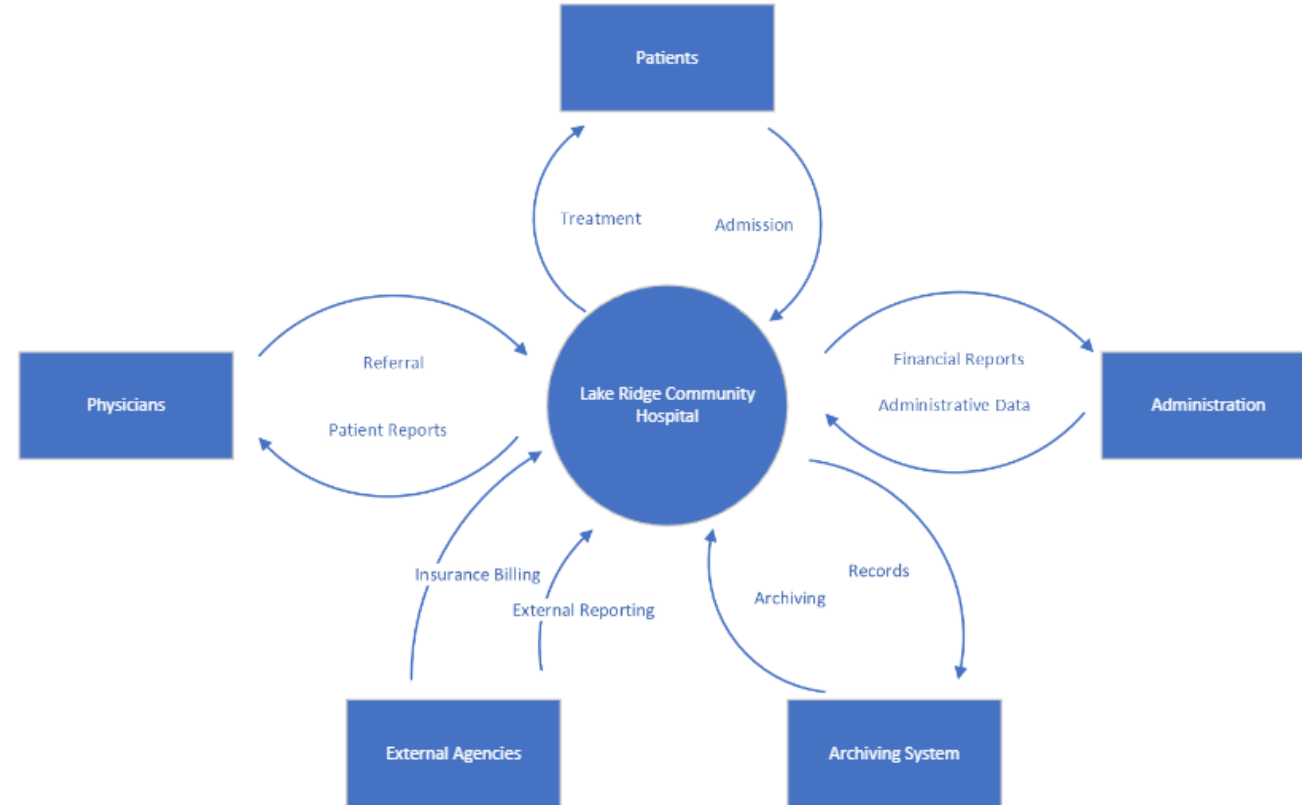 Patients
Treatment
Admission
Referral
Financial Reports
Physicians
Lake Ridge Community
Hospital
Administrative Data
Administration
Patient Reports
Insurance Billing
External Reporting
Records
Archiving
External Agencies
Archiving System